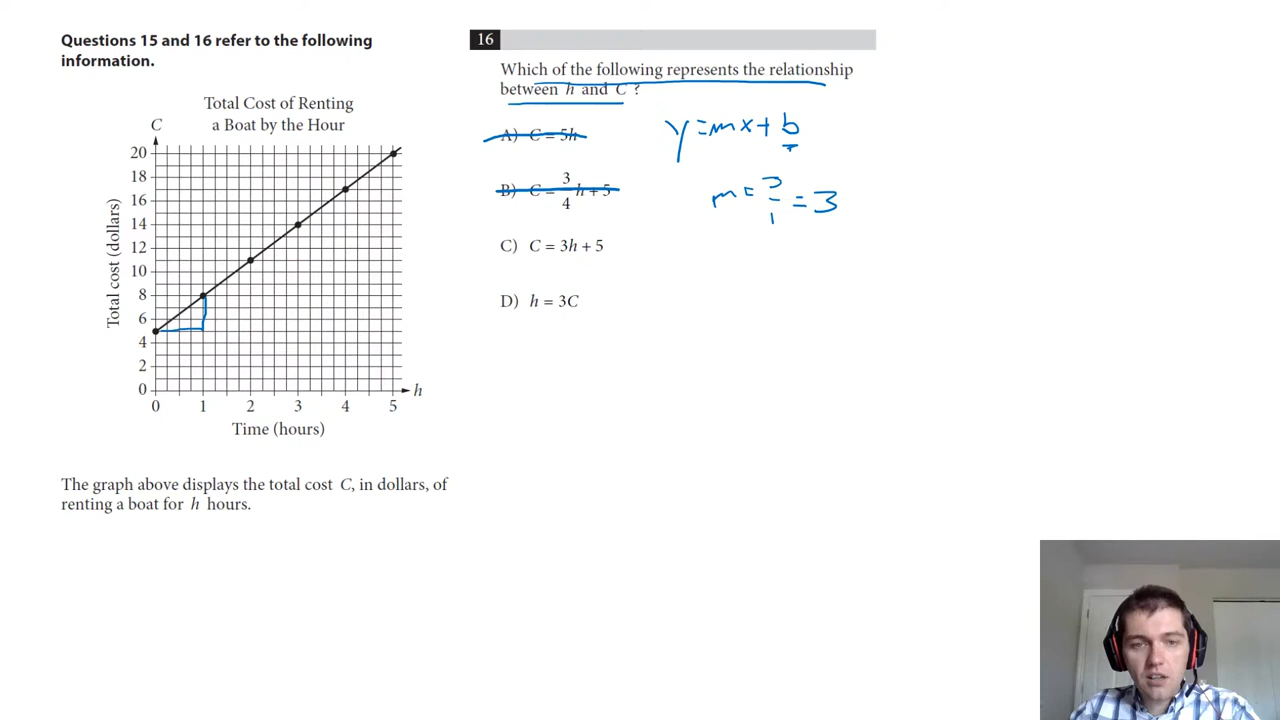 Questions 15 and 16 refer to the following
information.
Total Cost of Renting
a Boat by the Hour
C
20
18
16
14
12
10
8
6
4
2
0
Total cost (dollars)
0 1 2 3 4 5
h
Time (hours)
The graph above displays the total cost C, in dollars, of
renting a boat for h hours.
16
Which of the following represents the relationship
between h and C ?
A) C = 5h
B) C = 3/4 h + 5
C) C = 3h + 5
D) h = 3C
y=mx+b
m = 3/1 = 3